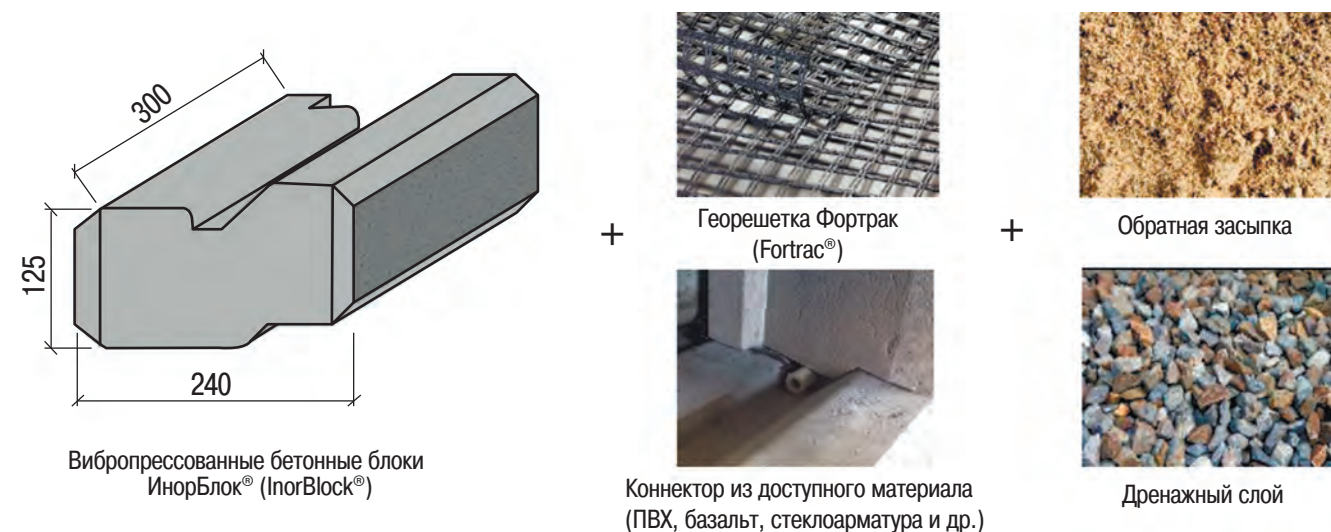 300
125
240
Вибропрессованные бетонные блоки
ИнорБлок® (InorBlock®)
+
Георешетка Фортрак
(Fortrac®)
Коннектор из доступного материала
(ПВХ, базальт, стеклоарматура и др.)
+
Обратная засыпка
Дренажный слой